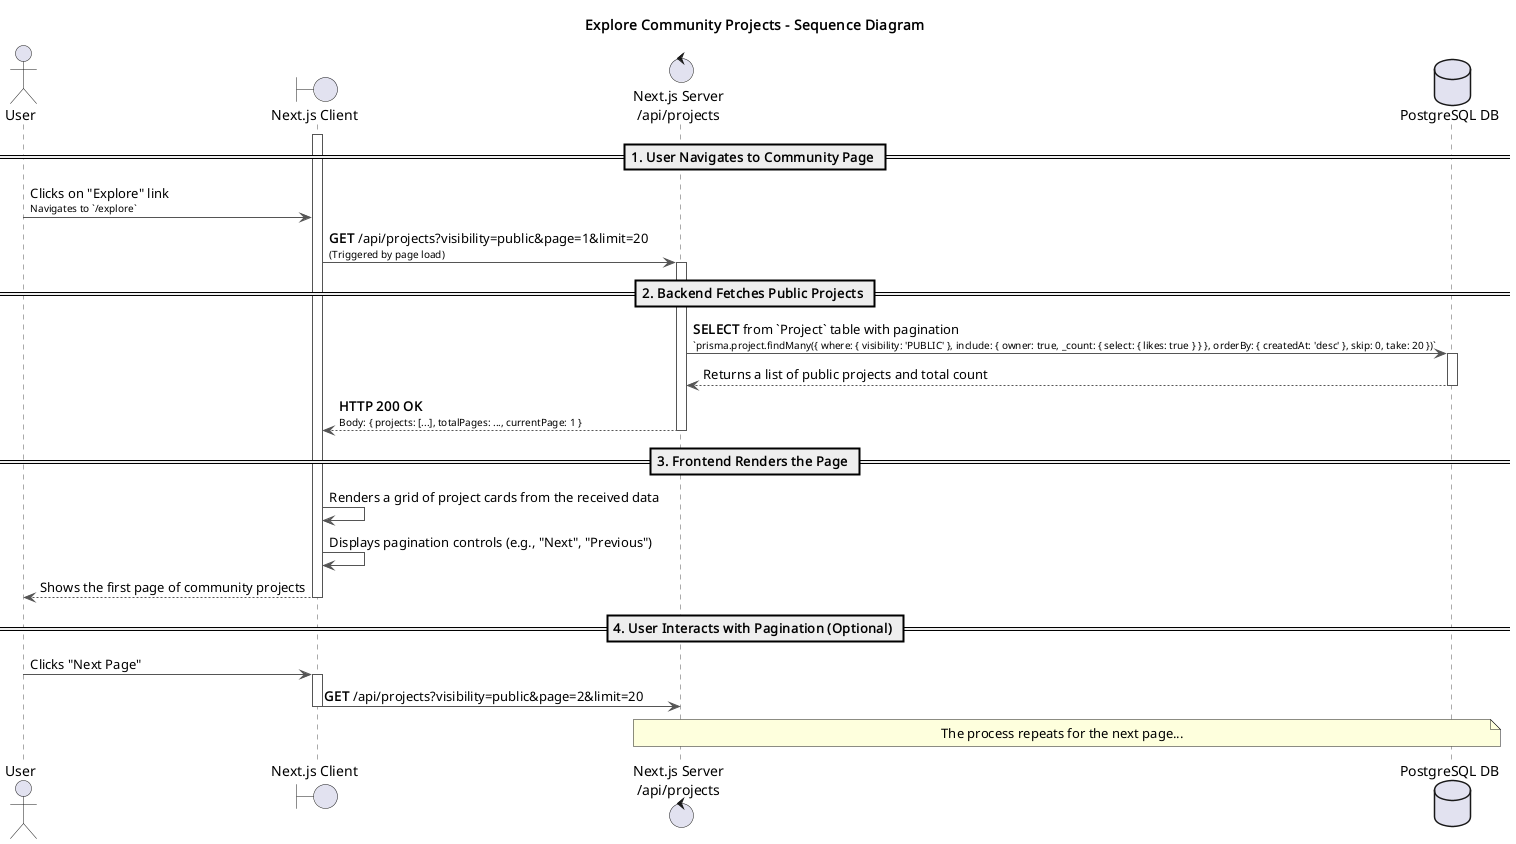 Explore Community Projects - Sequence Diagram
User
Next.js Client
Next.js Server
/api/projects
PostgreSQL DB
1. User Navigates to Community Page
Clicks on "Explore" link
Navigates to `/explore`
GET /api/projects?visibility=public&page=1&limit=20
(Triggered by page load)
2. Backend Fetches Public Projects
SELECT from `Project` table with pagination
`prisma.project.findMany({ where: { visibility: 'PUBLIC' }, include: { owner: true, _count: { select: { likes: true } } }, orderBy: { createdAt: 'desc' }, skip: 0, take: 20 })`
Returns a list of public projects and total count
HTTP 200 OK
Body: { projects: [...], totalPages: ..., currentPage: 1 }
3. Frontend Renders the Page
Renders a grid of project cards from the received data
Displays pagination controls (e.g., "Next", "Previous")
Shows the first page of community projects
4. User Interacts with Pagination (Optional)
Clicks "Next Page"
GET /api/projects?visibility=public&page=2&limit=20
The process repeats for the next page...
User
Next.js Client
Next.js Server
/api/projects
PostgreSQL DB